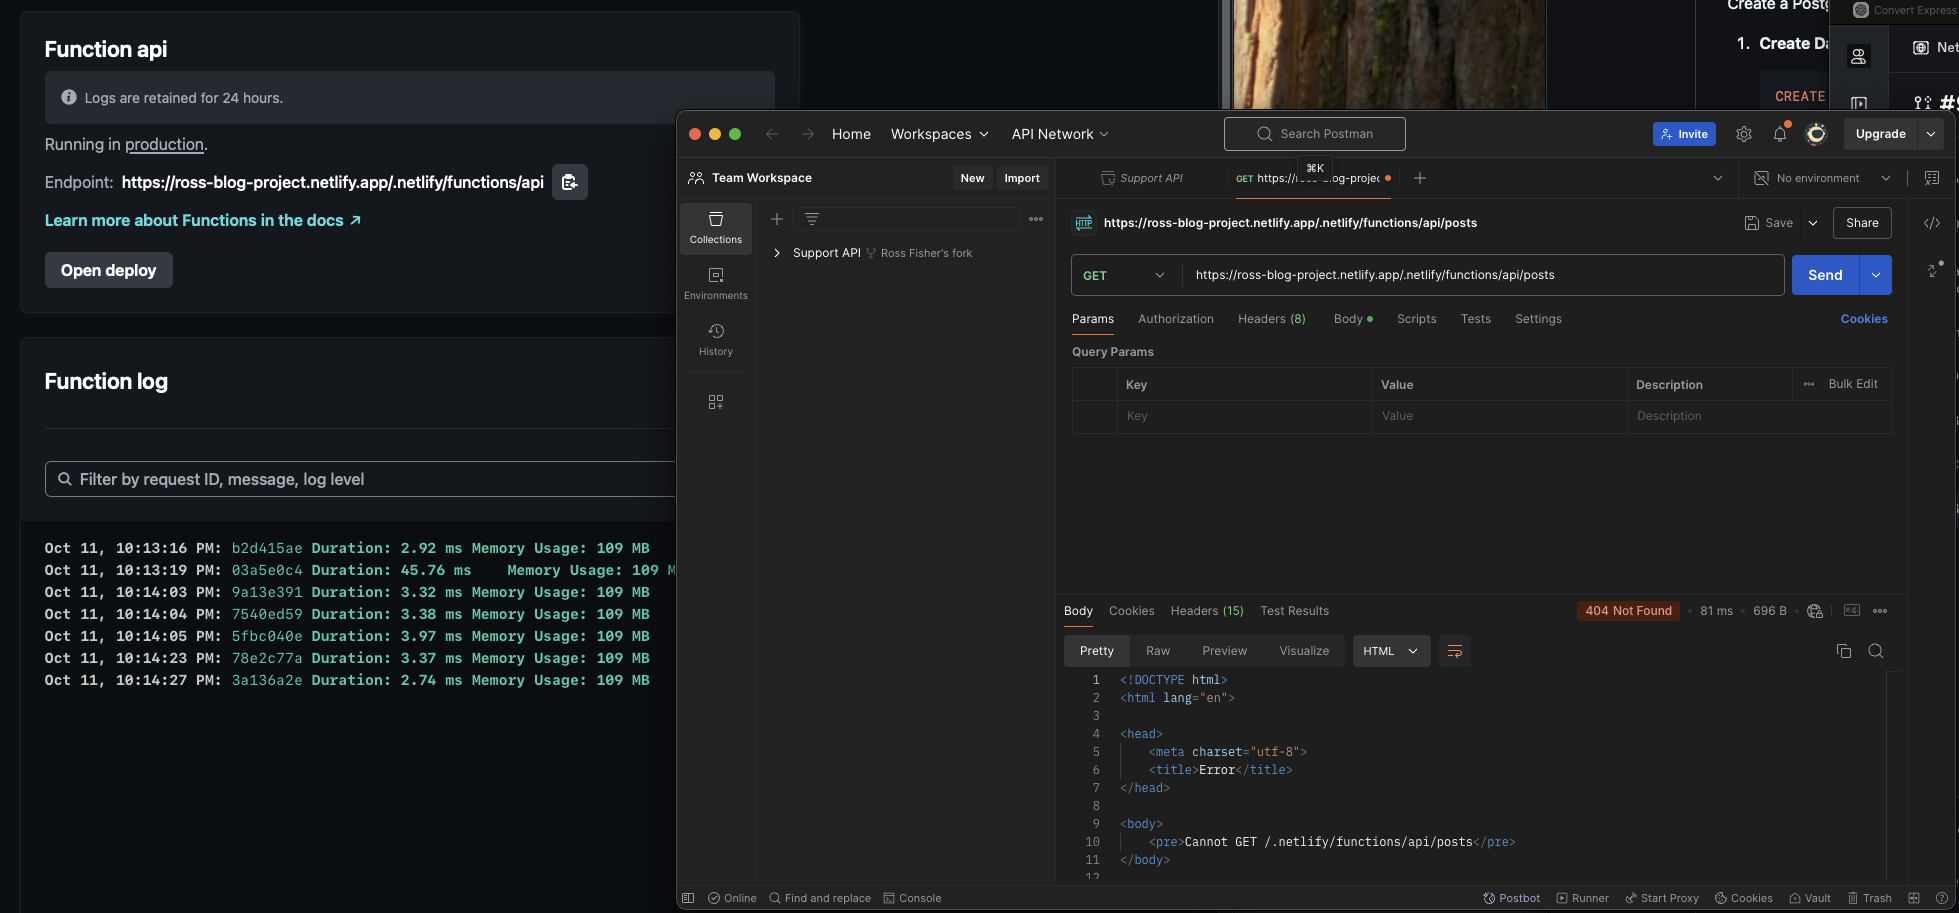 Function api
Logs are retained for 24 hours.
Running in production.
Endpoint: https://ross-blog-project.netlify.app/.netlify/functions/api
Learn more about Functions in the docs ↗
Open deploy
Function log
Filter by request ID, message, log level
Oct 11, 10:13:16 PM: b2d415ae Duration: 2.92 ms Memory Usage: 109 MB
Oct 11, 10:13:19 PM: 03a5e0c4 Duration: 45.76 ms Memory Usage: 109 M
Oct 11, 10:14:03 PM: 9a13e391 Duration: 3.32 ms Memory Usage: 109 MB
Oct 11, 10:14:04 PM: 7540ed59 Duration: 3.38 ms Memory Usage: 109 MB
Oct 11, 10:14:05 PM: 5fbc040e Duration: 3.97 ms Memory Usage: 109 MB
Oct 11, 10:14:23 PM: 78e2c77a Duration: 3.37 ms Memory Usage: 109 MB
Oct 11, 10:14:27 PM: 3a136a2e Duration: 2.74 ms Memory Usage: 109 MB
Create a
1. Create
CREATE
Convert Express
Home Workspaces API Network Search Postman Invite Upgrade
⌘K
Team Workspace New Import
Support API GET No environment
Collections
Environments
History
Support API Ross Fisher's fork
HTTP https://ross-blog-project.netlify.app/.netlify/functions/api/posts Save Share
GET https://ross-blog-project.netlify.app/.netlify/functions/api/posts Send
Params Authorization Headers (8) Body Scripts Tests Settings Cookies
Query Params
Key Value Description Bulk Edit
Key Value Description
Body Cookies Headers (15) Test Results 404 Not Found 81 ms 696 B
Pretty Raw Preview Visualize HTML
1 <!DOCTYPE html>
2 <html lang="en">
3
4 <head>
5 <meta charset="utf-8">
6 <title>Error</title>
7 </head>
8
9 <body>
10 <pre>Cannot GET /.netlify/functions/api/posts</pre>
11 </body>
12
Online Find and replace Console Postbot Runner Start Proxy Cookies Vault Trash